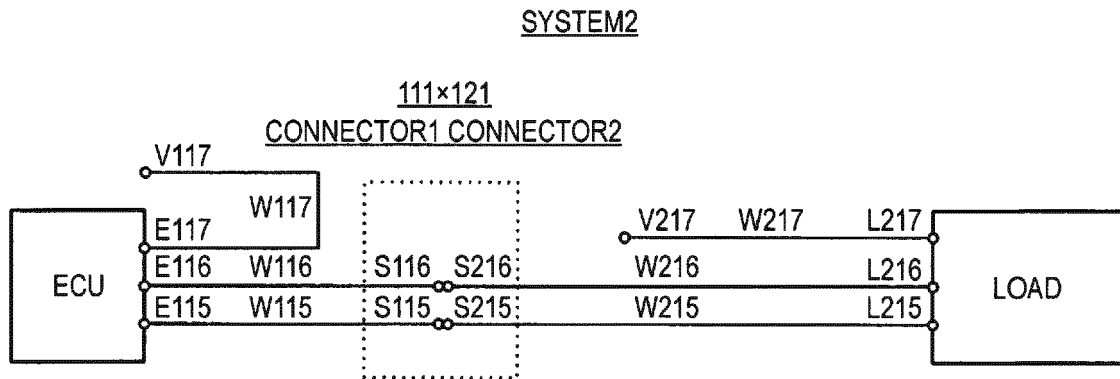 SYSTEM2
111×121
CONNECTOR1 CONNECTOR2
V117
W117
E117
V217 W217 L217
E116 W116 S116 S216 W216 L216
ECU
LOAD
E115 W115 S115 S215 W215 L215